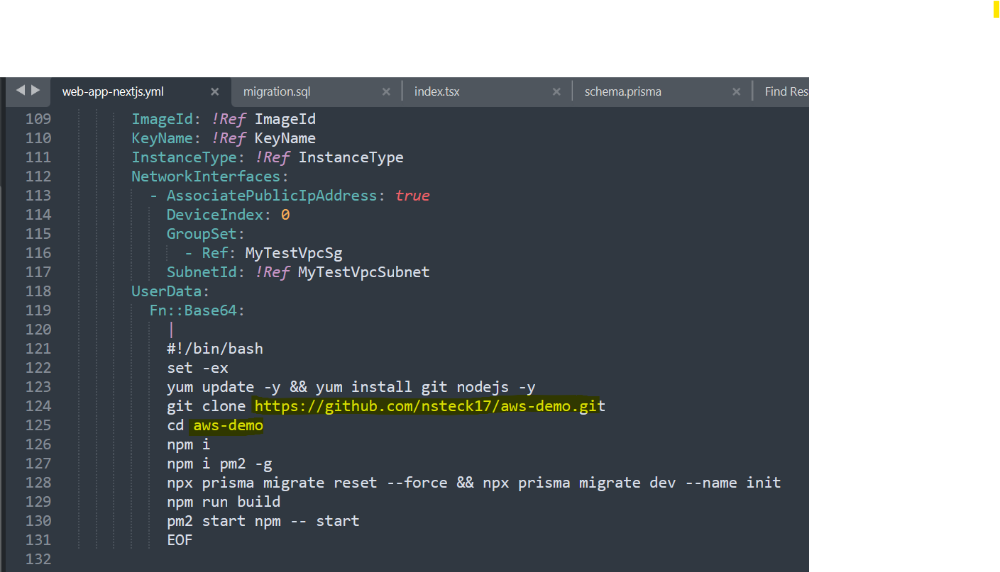 web-app-nextjs.yml × migration.sql × index.tsx × schema.prisma × Find Res
109 ImageId: !Ref ImageId
110 KeyName: !Ref KeyName
111 InstanceType: !Ref InstanceType
112 NetworkInterfaces:
113 - AssociatePublicIpAddress: true
114 DeviceIndex: 0
115 GroupSet:
116 - Ref: MyTestVpcSg
117 SubnetId: !Ref MyTestVpcSubnet
118 UserData:
119 Fn::Base64:
120 |
121 #!/bin/bash
122 set -ex
123 yum update -y && yum install git nodejs -y
124 git clone https://github.com/nsteck17/aws-demo.git
125 cd aws-demo
126 npm i
127 npm i pm2 -g
128 npx prisma migrate reset --force && npx prisma migrate dev --name init
129 npm run build
130 pm2 start npm -- start
131 EOF
132